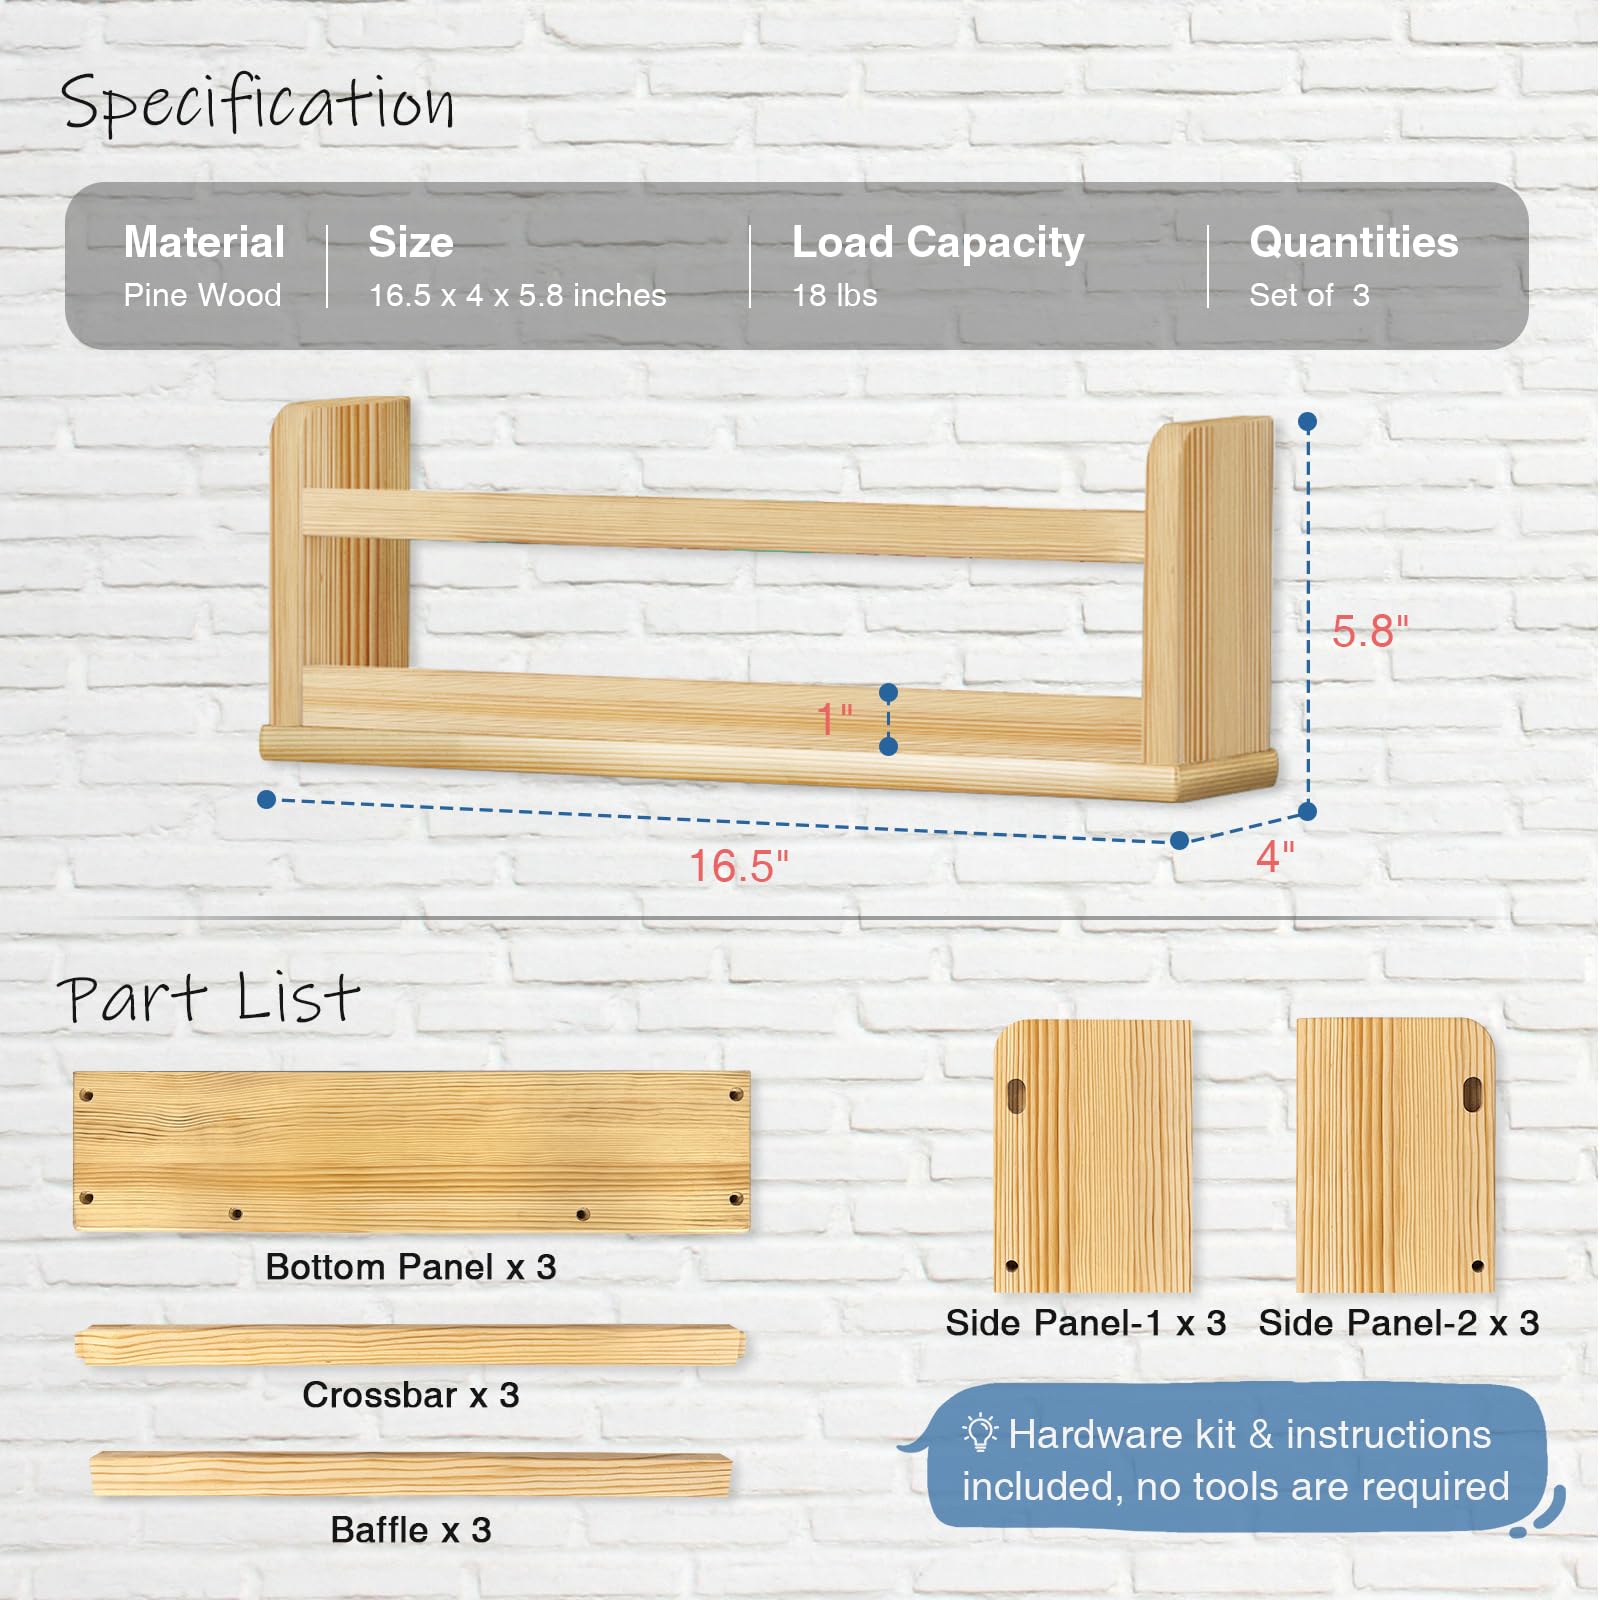 Specification
Material
Size
Load Capacity
Quantities
Pine Wood
16.5 x 4 x 5.8 inches
18 lbs
Set of 3
5.8"
1"
16.5"
4"
Part List
Bottom Panel x 3
Side Panel-1 x 3
Side Panel-2 x 3
Crossbar x 3
Baffle x 3
Hardware kit & instructions
included, no tools are required